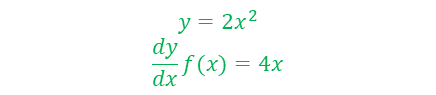 y = 2x²
dy/dx f(x) = 4x